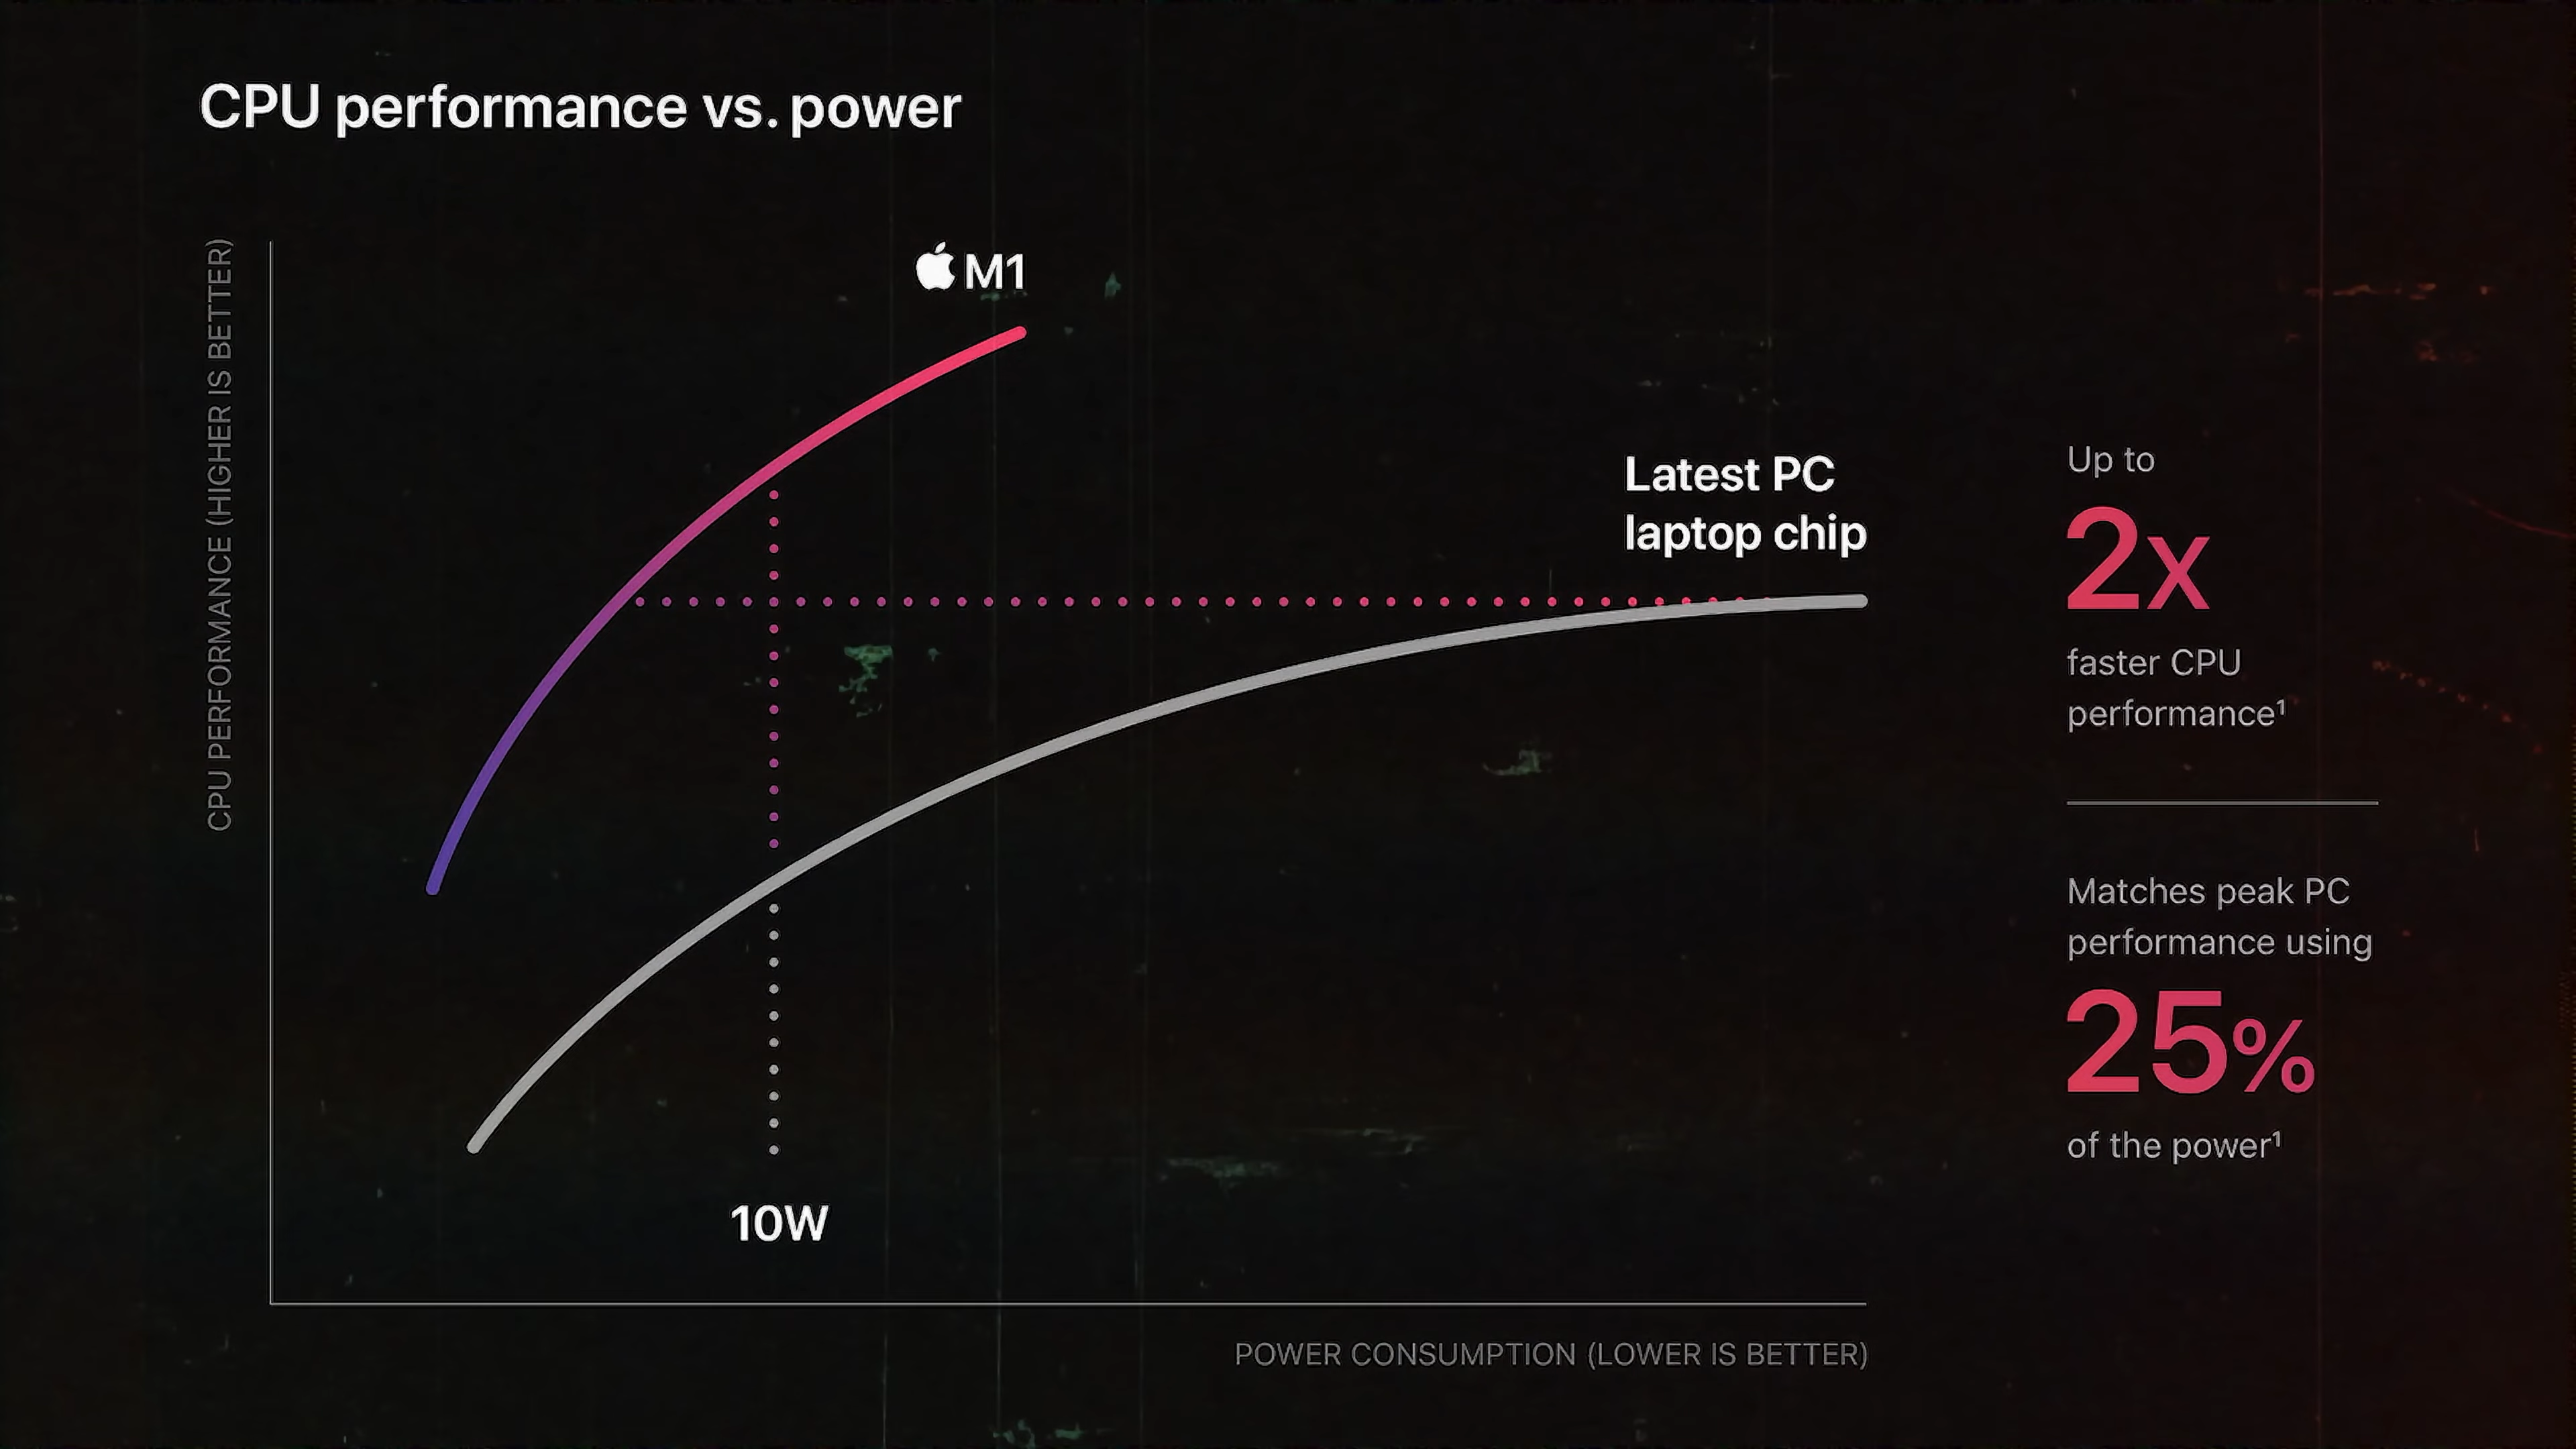 CPU performance vs. power
CPU PERFORMANCE (HIGHER IS BETTER)
M1
Latest PC
laptop chip
10W
POWER CONSUMPTION (LOWER IS BETTER)
Up to
2x
faster CPU
performance¹
Matches peak PC
performance using
25%
of the power¹